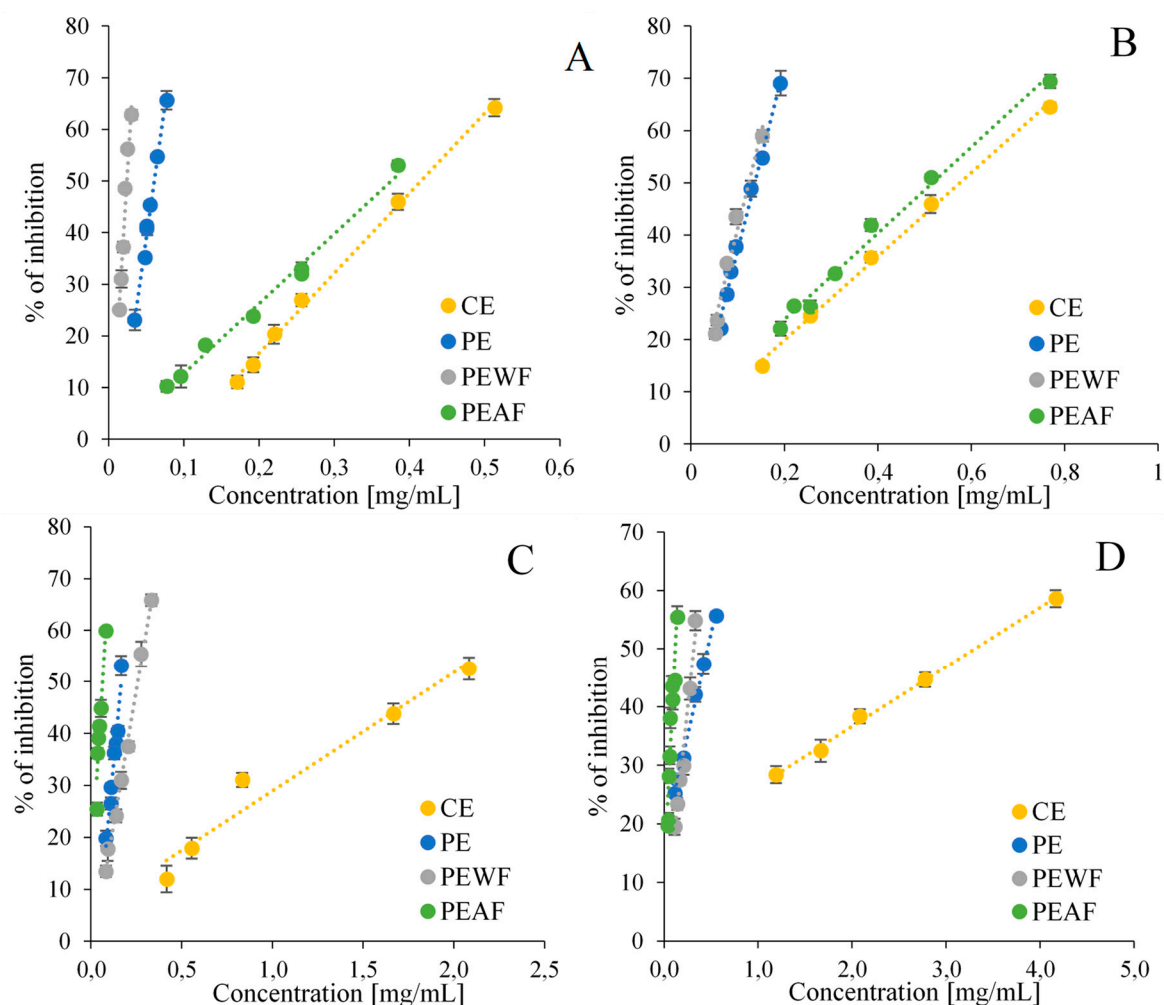 A
% of inhibition
80
70
60
50
40
30
20
10
0
CE
PE
PEWF
PEAF
0 0,1 0,2 0,3 0,4 0,5 0,6
Concentration [mg/mL]
B
% of inhibition
80
70
60
50
40
30
20
10
0
CE
PE
PEWF
PEAF
0 0,2 0,4 0,6 0,8 1
Concentration [mg/mL]
C
% of inhibition
80
70
60
50
40
30
20
10
0
CE
PE
PEWF
PEAF
0,0 0,5 1,0 1,5 2,0 2,5
Concentration [mg/mL]
D
% of inhibition
70
60
50
40
30
20
10
0
CE
PE
PEWF
PEAF
0,0 1,0 2,0 3,0 4,0 5,0
Concentration [mg/mL]